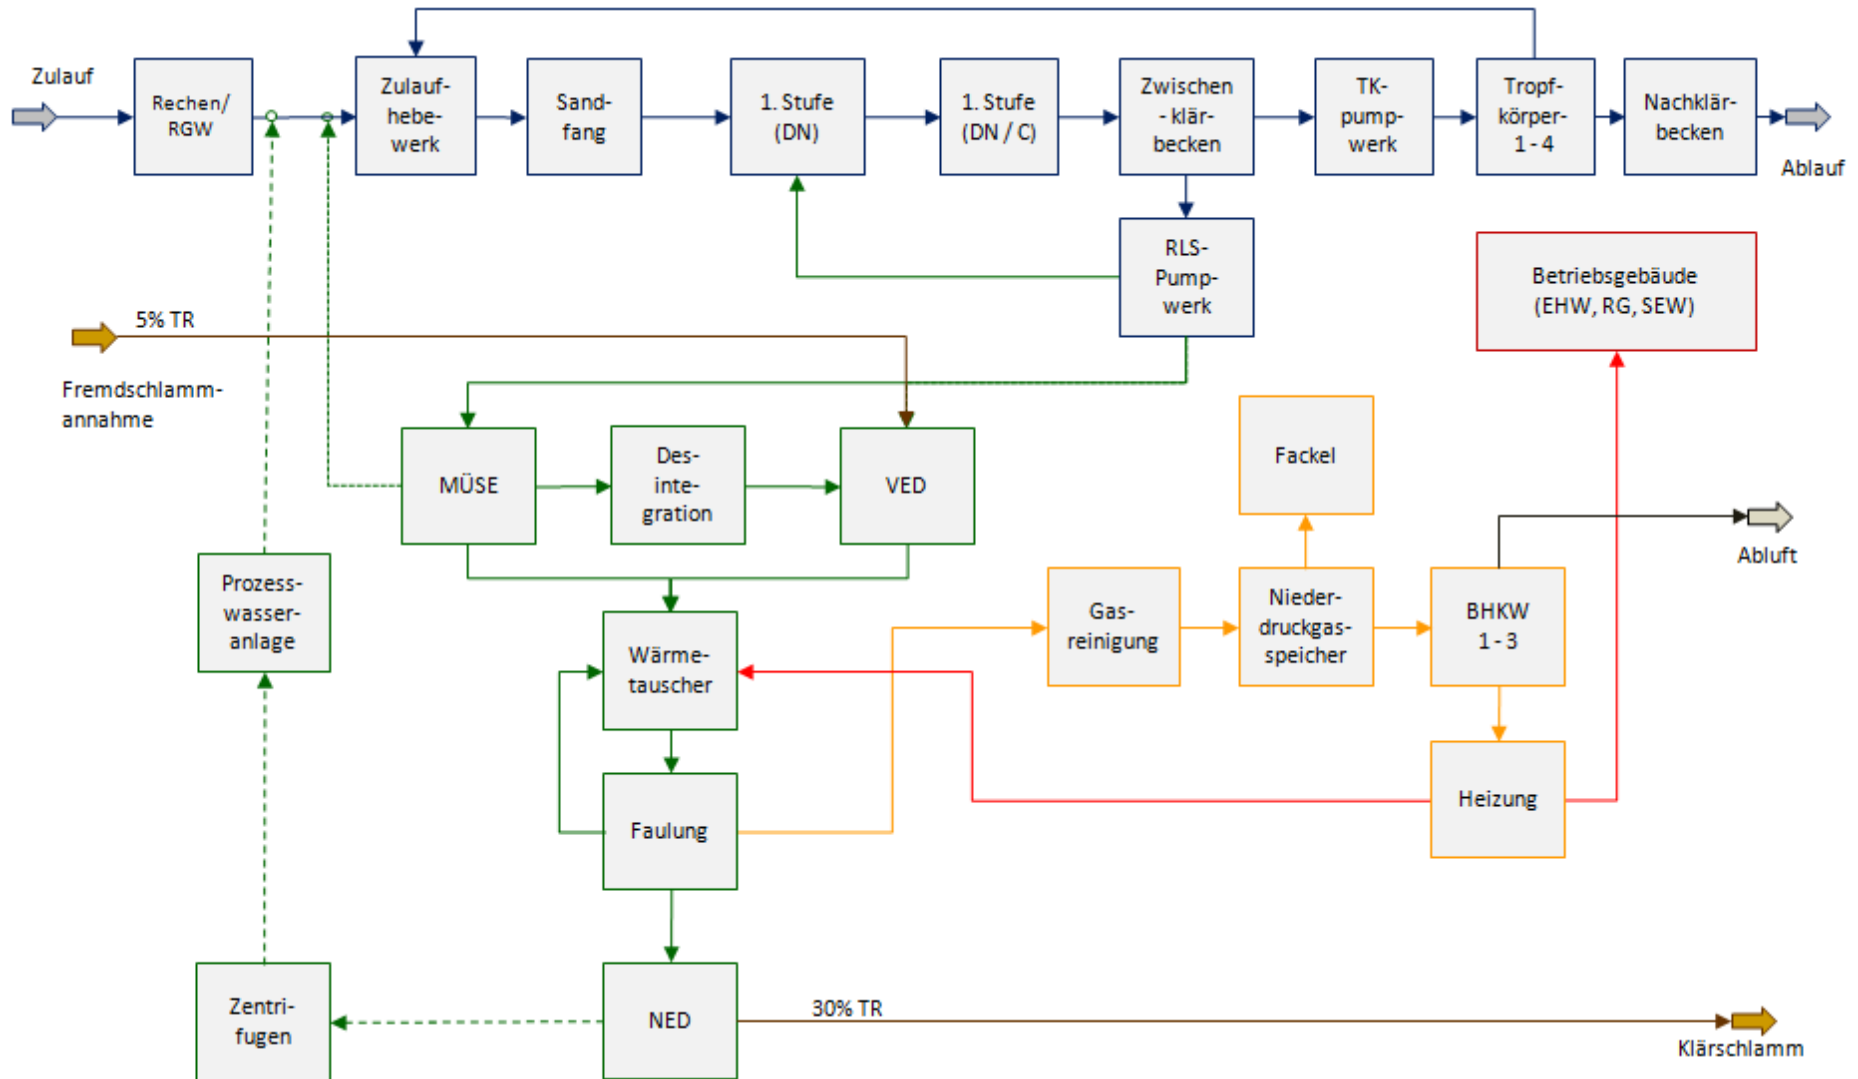 Zulauf
Rechen/
RGW
Zulauf-
hebe-
werk
Sand-
fang
1. Stufe
(DN)
1. Stufe
(DN / C)
Zwischen
- klär-
becken
TK-
pump-
werk
Tropf-
körper-
1 - 4
Nachklär-
becken
Ablauf
RLS-
Pump-
werk
Betriebsgebäude
(EHW, RG, SEW)
5% TR
Fremdschlamm-
annahme
MÜSE
Des-
inte-
gration
VED
Fackel
Abluft
Prozess-
wasser-
anlage
Wärme-
tauscher
Gas-
reinigung
Nieder-
druckgas-
speicher
BHKW
1 - 3
Faulung
Heizung
Zentri-
fugen
NED
30% TR
Klärschlamm